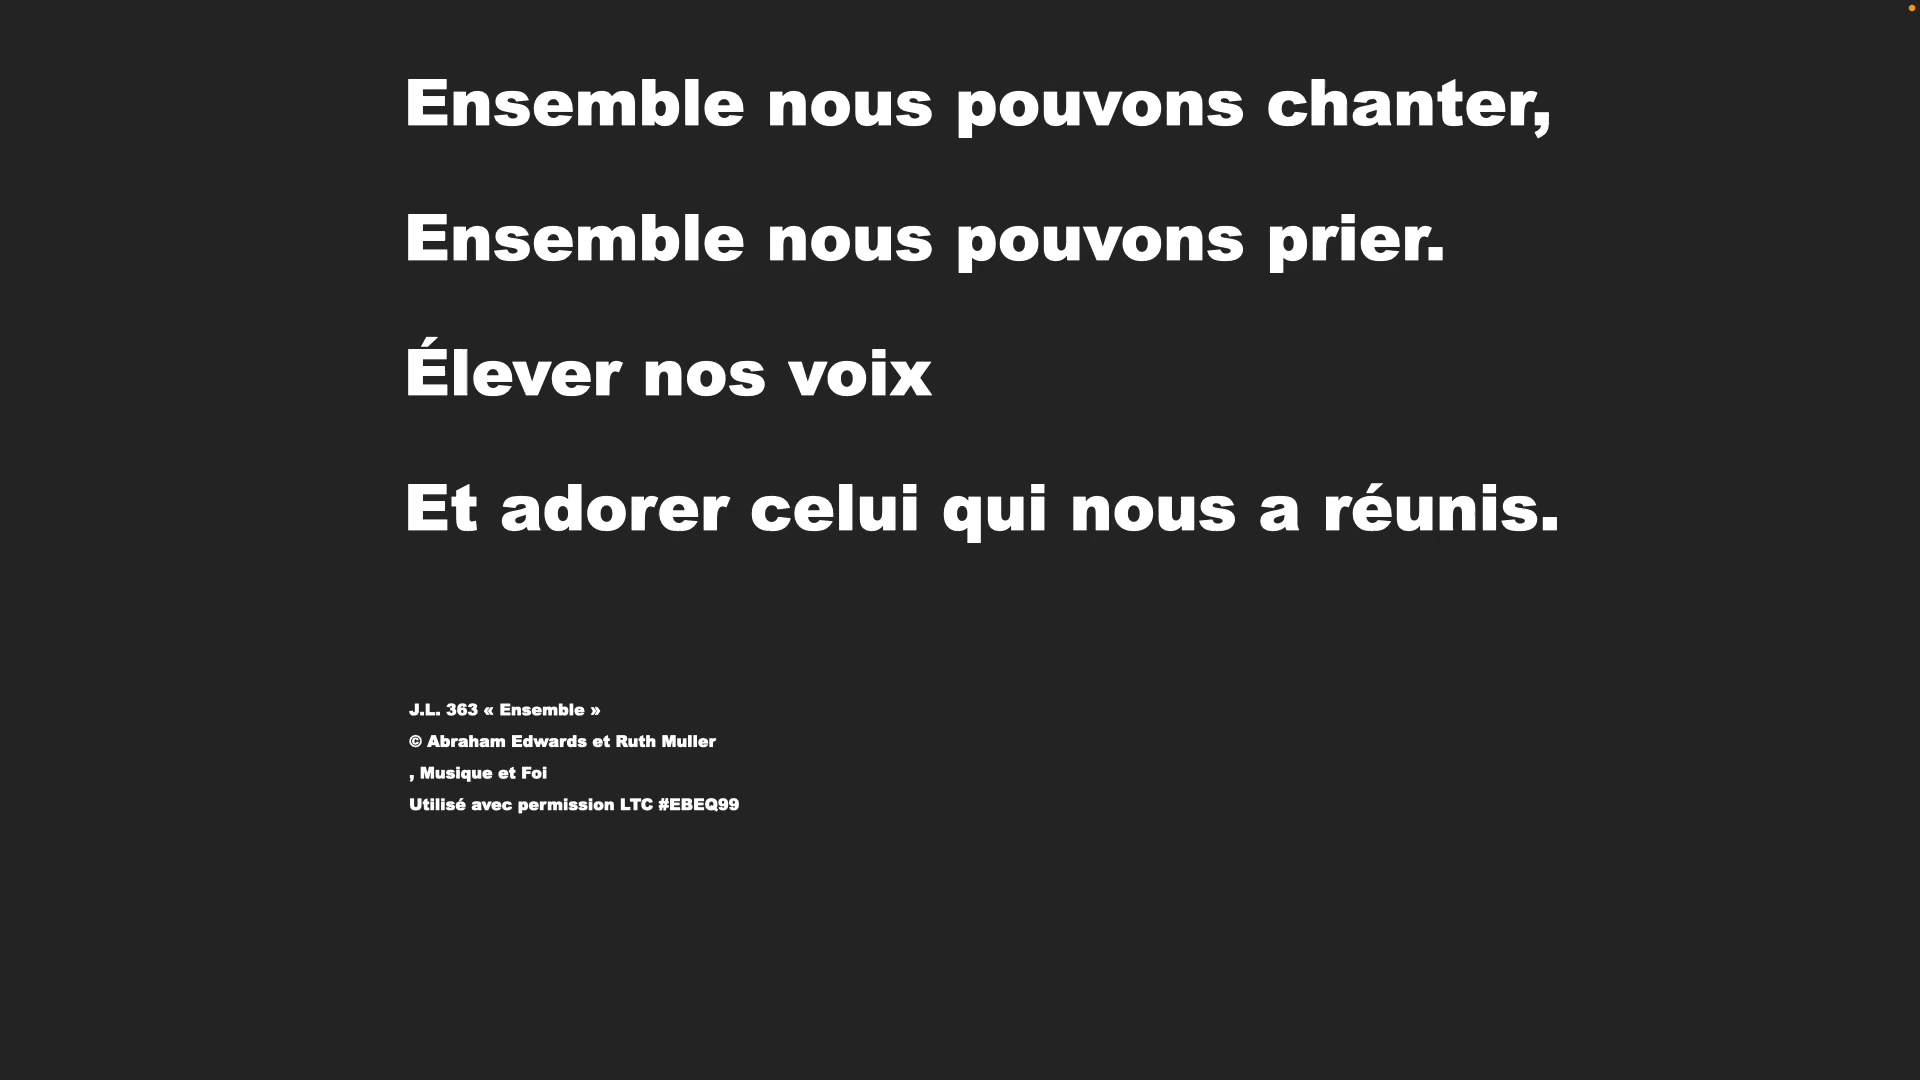 Ensemble nous pouvons chanter,
Ensemble nous pouvons prier.
Élever nos voix
Et adorer celui qui nous a réunis.
J.L. 363 « Ensemble »
© Abraham Edwards et Ruth Muller
, Musique et Foi
Utilisé avec permission LTC #EBEQ99